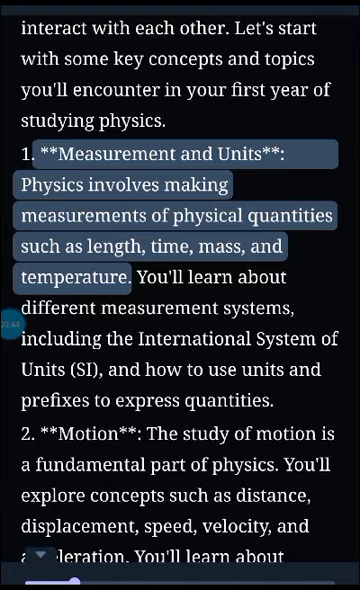 interact with each other. Let's start
with some key concepts and topics
you'll encounter in your first year of
studying physics.
1. **Measurement and Units**:
Physics involves making
measurements of physical quantities
such as length, time, mass, and
temperature. You'll learn about
different measurement systems,
including the International System of
Units (SI), and how to use units and
prefixes to express quantities.
2. **Motion**: The study of motion is
a fundamental part of physics. You'll
explore concepts such as distance,
displacement, speed, velocity, and
You'll learn about